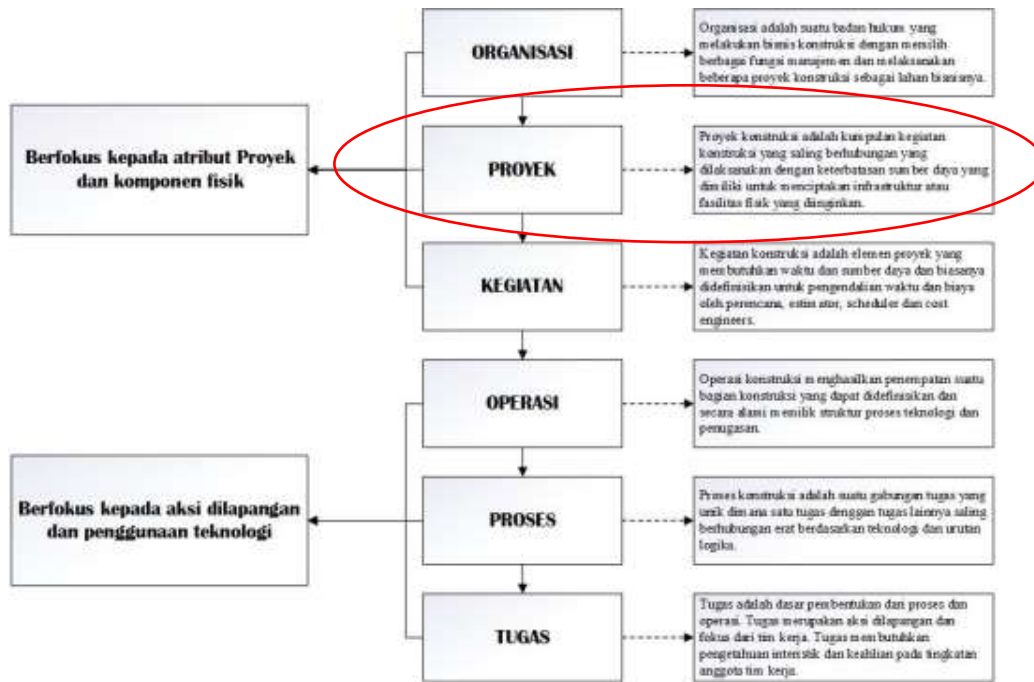 ORGANISASI
Organisasi adalah suatu badan hukum yang
melakukan bisnis konstruksi dengan memilih
berbagai fungsi manajemen dan melaksanakan
beberapa proyek konstruksi sebagai lahan bisnisnya.
Berfokus kepada atribut Proyek
dan komponen fisik
PROYEK
Proyek konstruksi adalah kumpulan kegiatan
konstruksi yang saling berhubungan yang
dilaksanakan dengan keterbatasan sumber daya yang
dimiliki untuk menciptakan infrastruktur atau
fasilitas fisik yang diinginkan.
KEGIATAN
Kegiatan konstruksi adalah elemen proyek yang
membutuhkan waktu dan sumber daya dan biasanya
didefinisikan untuk pengendalian waktu dan biaya
oleh perencana, estimator, scheduler dan cost
engineers.
OPERASI
Operasi konstruksi menghasilkan penempatan suatu
bagian konstruksi yang dapat didefinisikan dan
secara alami memilik struktur proses teknologi dan
penugasan.
Berfokus kepada aksi dilapangan
dan penggunaan teknologi
PROSES
Proses konstruksi adalah suatu gabungan tugas yang
unik dimana satu tugas denggan tugas lainnya saling
berhubungan erat berdasarkan teknologi dan urutan
logika.
TUGAS
Tugas adalah dasar pembentukan dari proses dan
operasi. Tugas merupakan aksi dilapangan dan
fokus dari tim kerja. Tugas membutuhkan
pengetahuan interistik dan keahlian pada tingkatan
anggota tim kerja.